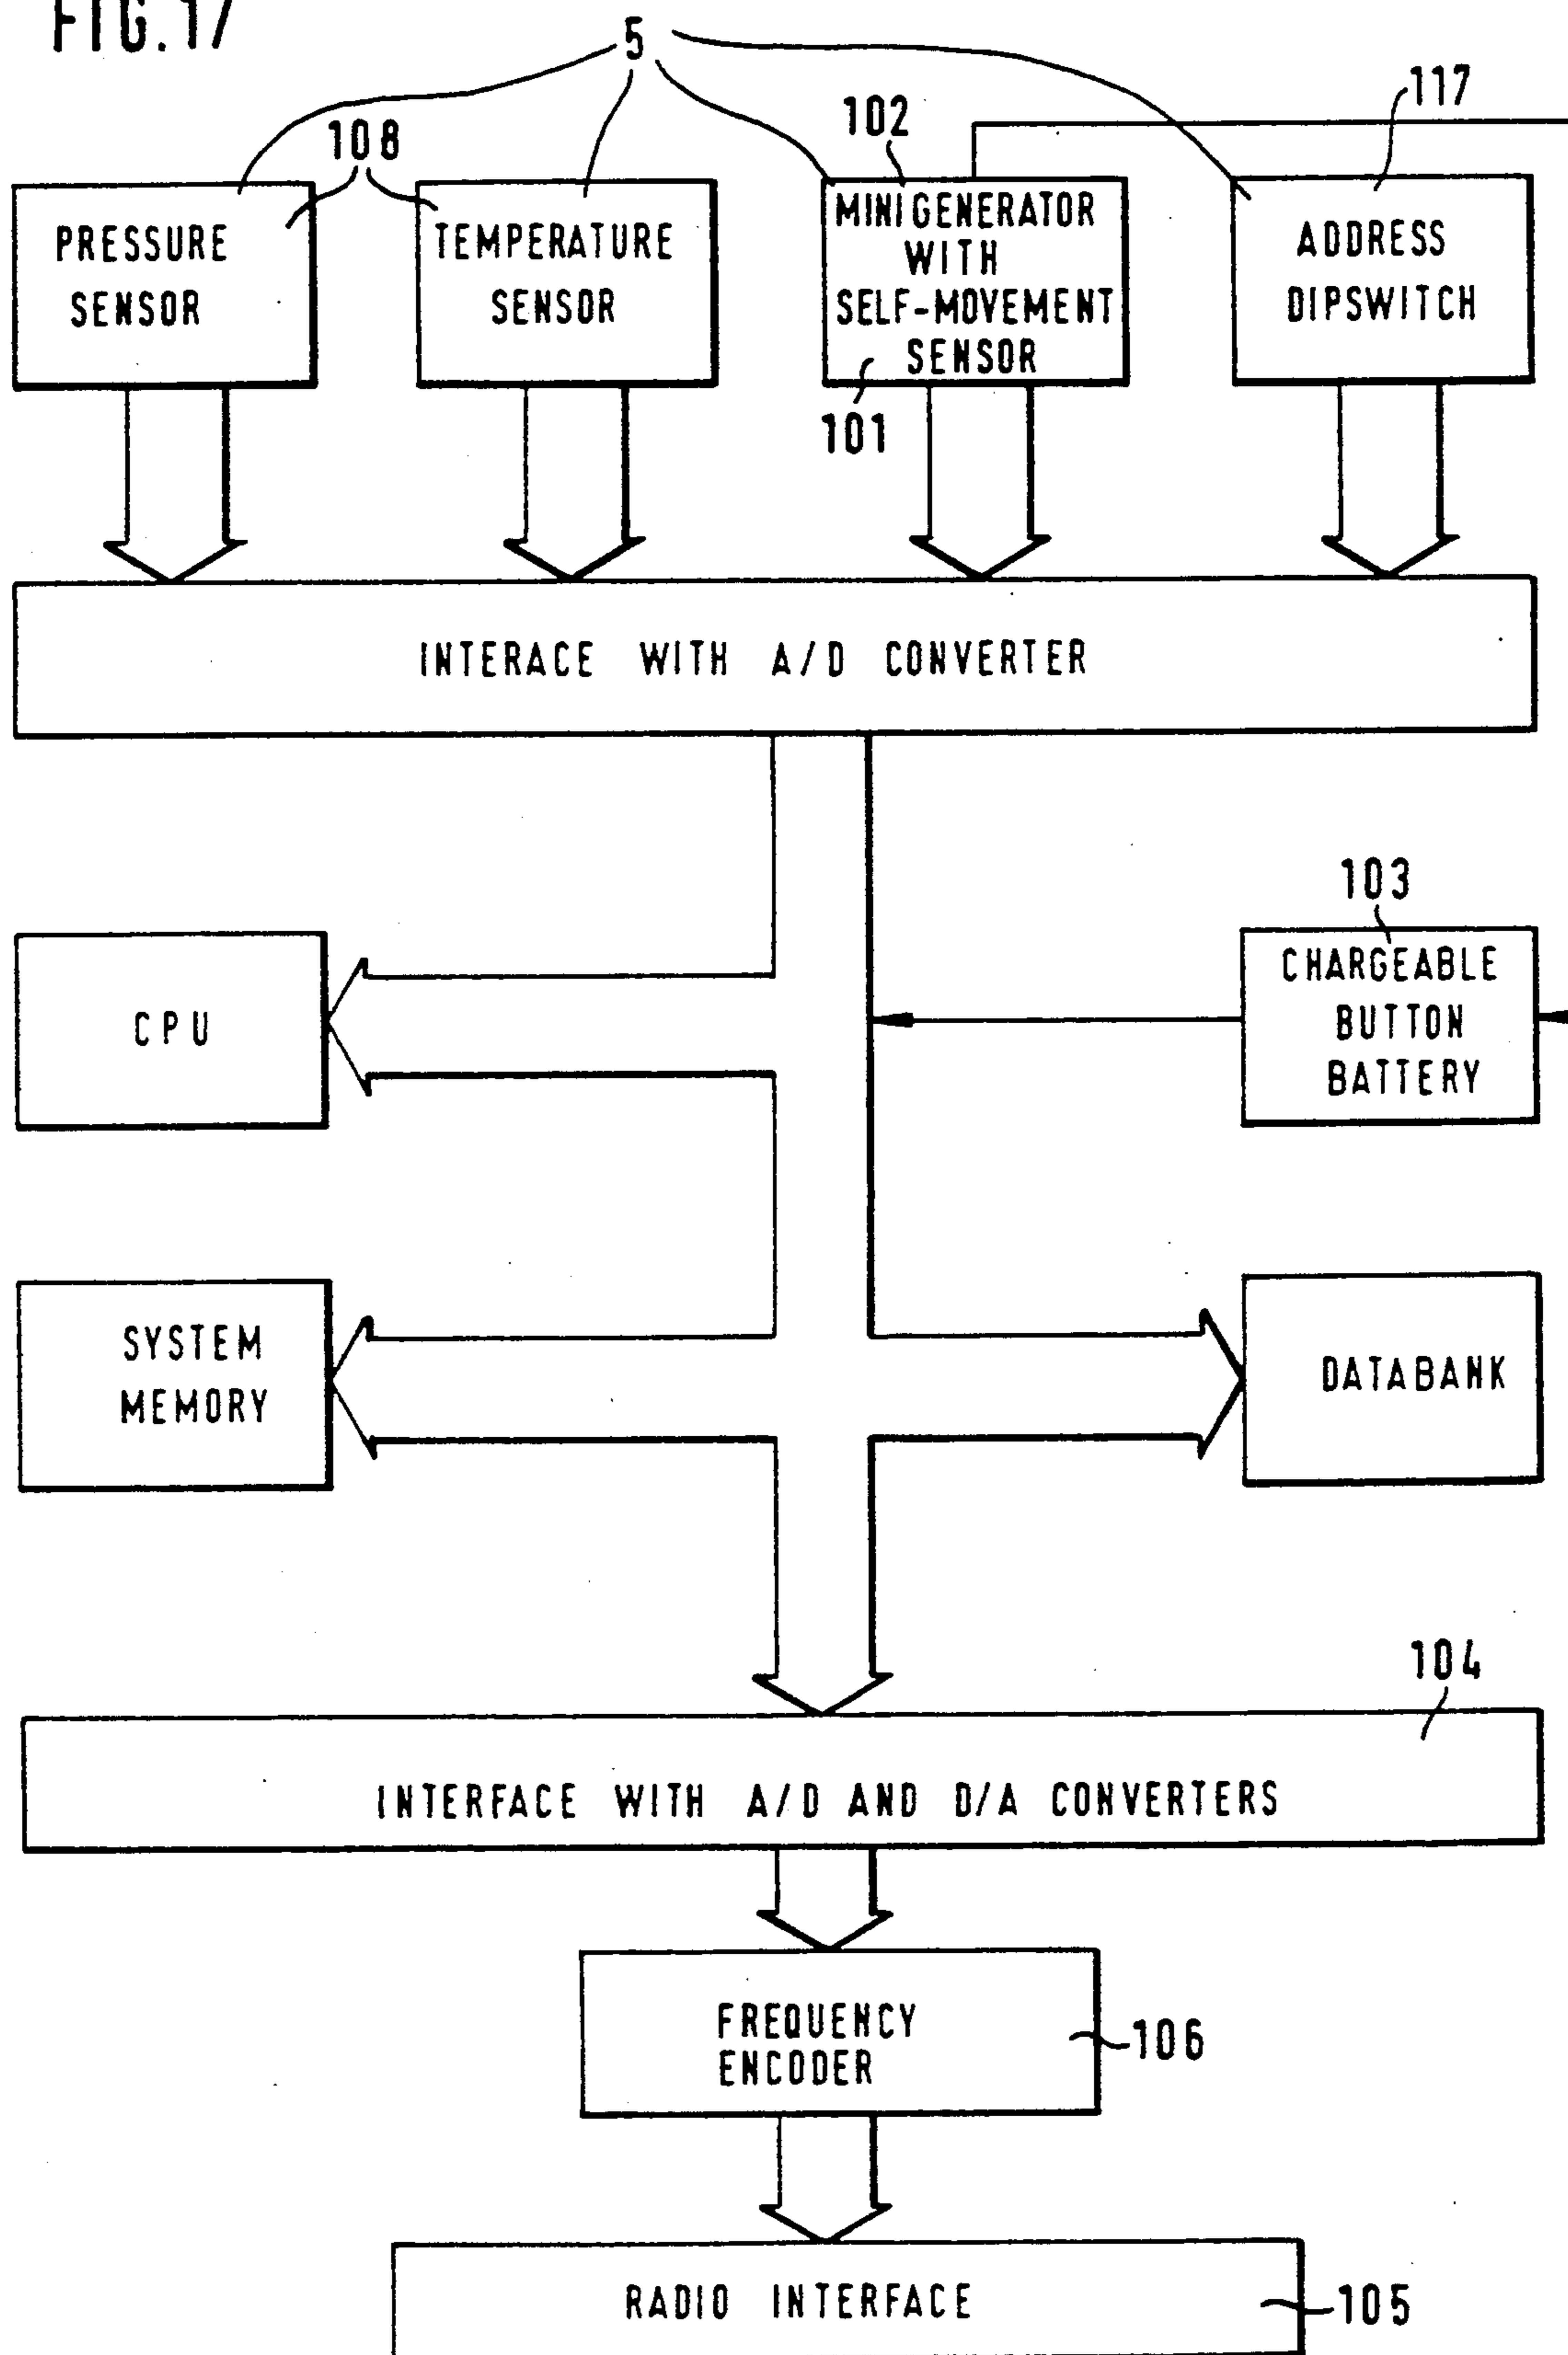 FIG. 17
5
117
102
108
PRESSURE
SENSOR
TEMPERATURE
SENSOR
MINIGENERATOR
WITH
SELF-MOVEMENT
SENSOR
101
ADDRESS
DIPSWITCH
INTERACE WITH A/D CONVERTER
103
CPU
CHARGEABLE
BUTTON
BATTERY
SYSTEM
MEMORY
DATABANK
104
INTERFACE WITH A/D AND D/A CONVERTERS
FREQUENCY
ENCODER
106
RADIO INTERFACE
105